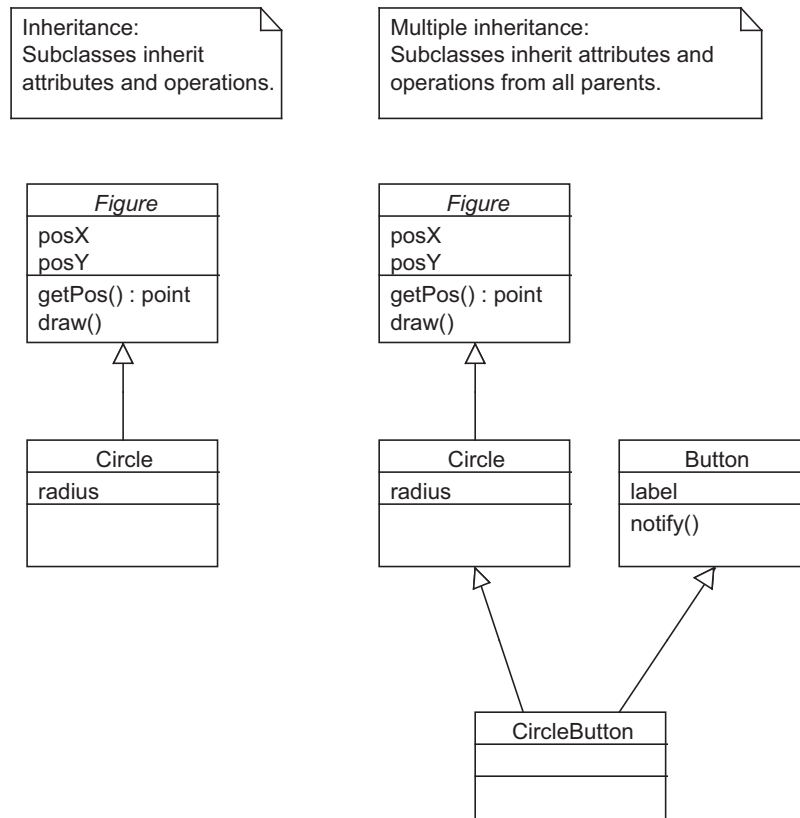 Inheritance:
Subclasses inherit
attributes and operations.
Multiple inheritance:
Subclasses inherit attributes and
operations from all parents.
Figure
posX
posY
getPos() : point
draw()
Circle
radius
Figure
posX
posY
getPos() : point
draw()
Circle
radius
Button
label
notify()
CircleButton